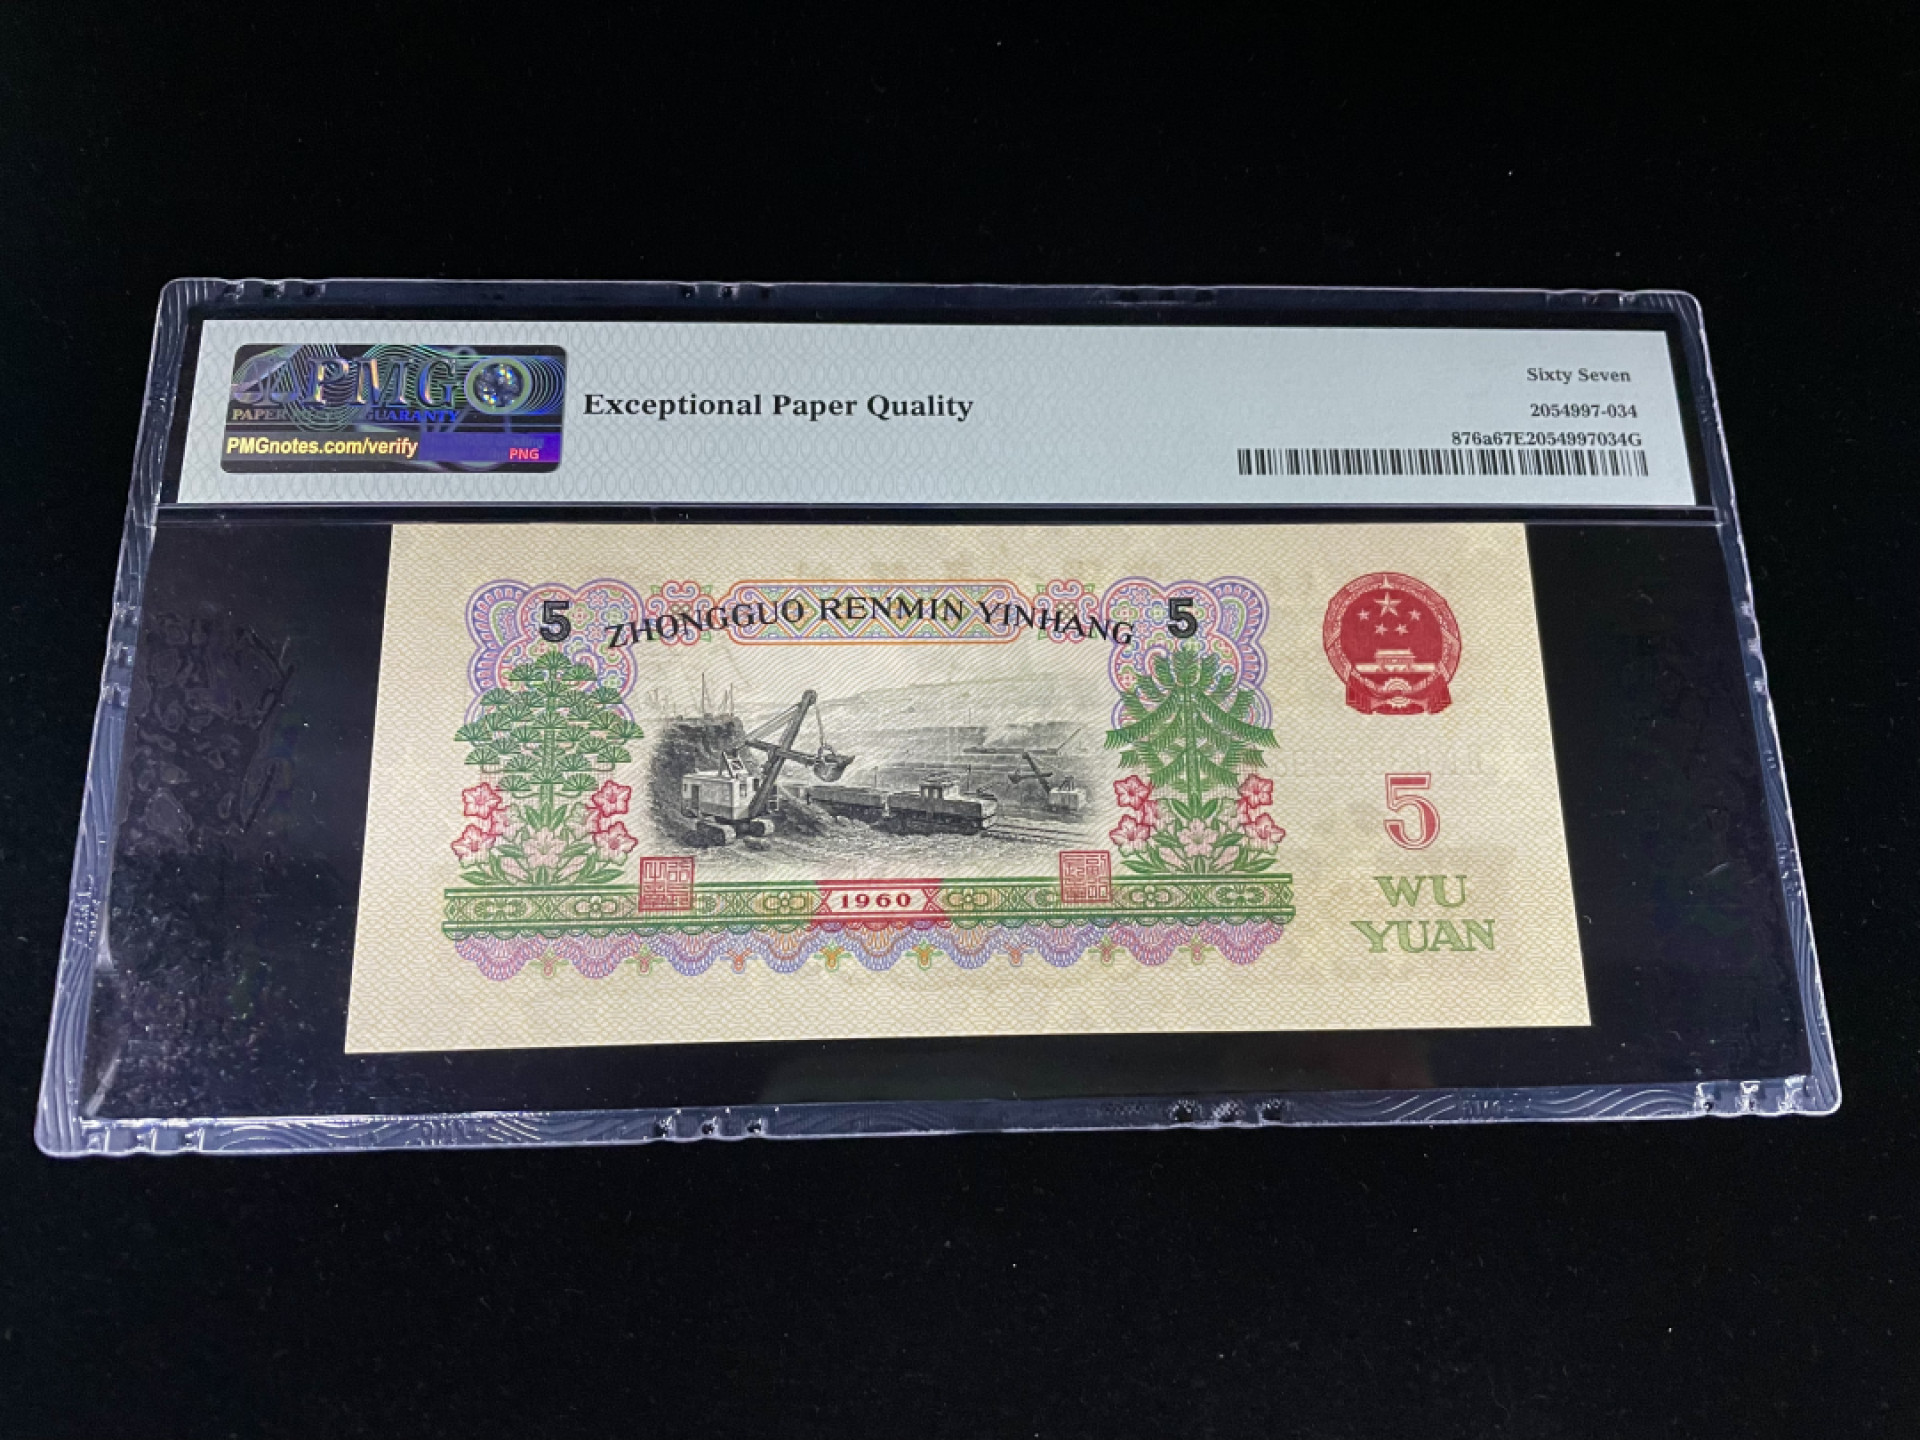 PMG
PAPER MONEY GUARANTY
PMGnotes.com/verify
PNG
Exceptional Paper Quality
Sixty Seven
2054997-034
876a67E2054997034G
5 ZHONGGUO RENMIN YINHANG 5
5
WU
YUAN
1960